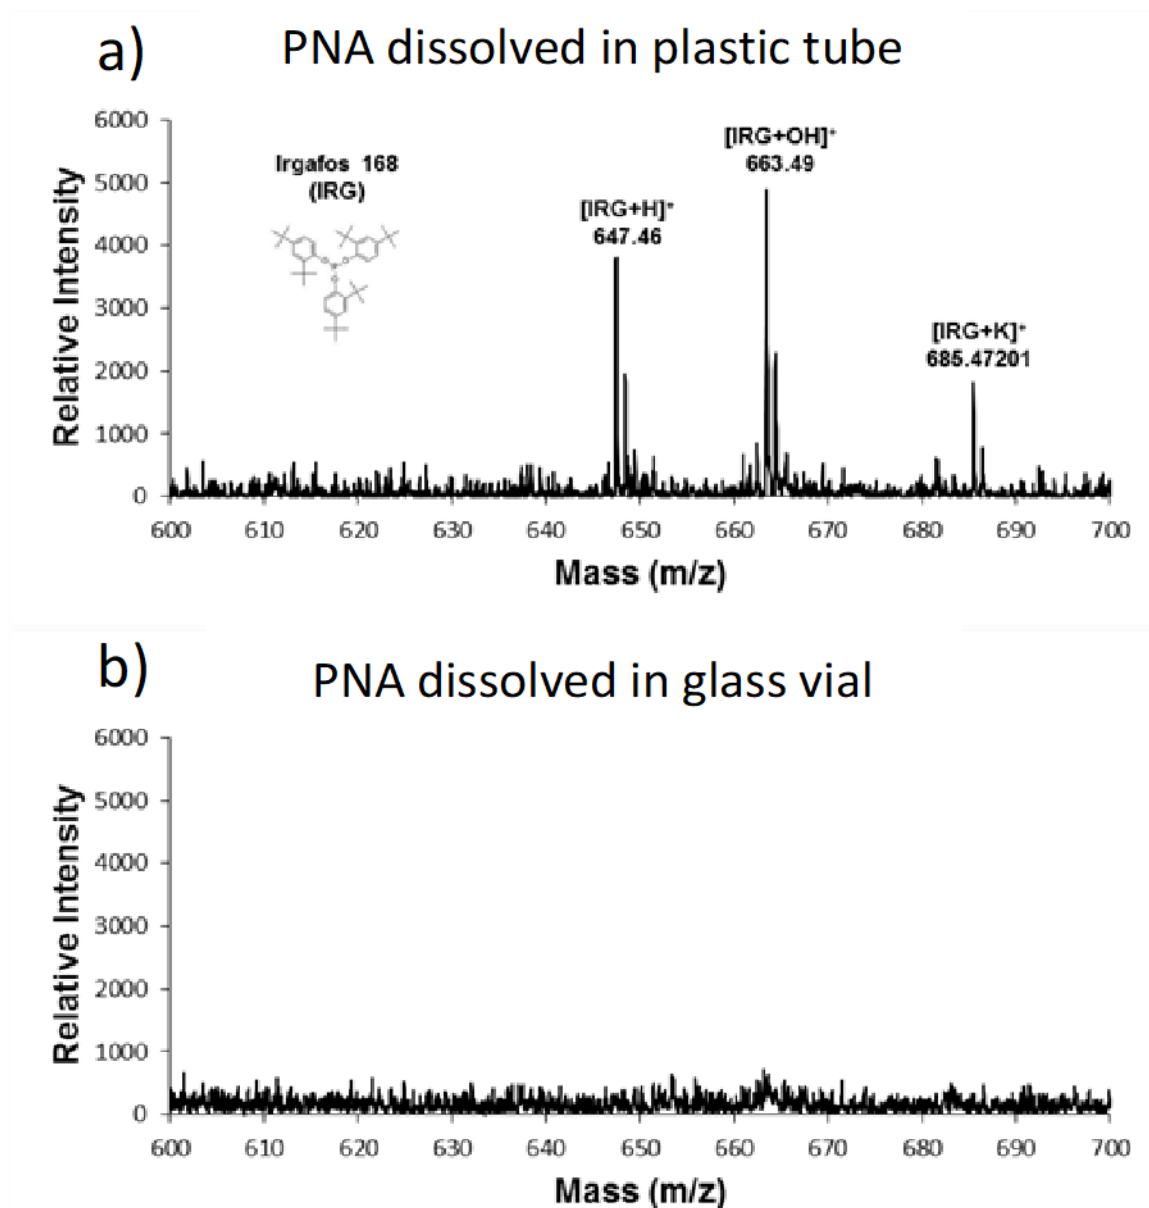 a) PNA dissolved in plastic tube
6000
5000
4000
3000
2000
1000
0
Relative Intensity
Irgafos 168
(IRG)
[IRG+H]⁺
647.46
[IRG+OH]⁺
663.49
[IRG+K]⁺
685.47201
600 610 620 630 640 650 660 670 680 690 700
Mass (m/z)
b) PNA dissolved in glass vial
6000
5000
4000
3000
2000
1000
0
Relative Intensity
600 610 620 630 640 650 660 670 680 690 700
Mass (m/z)